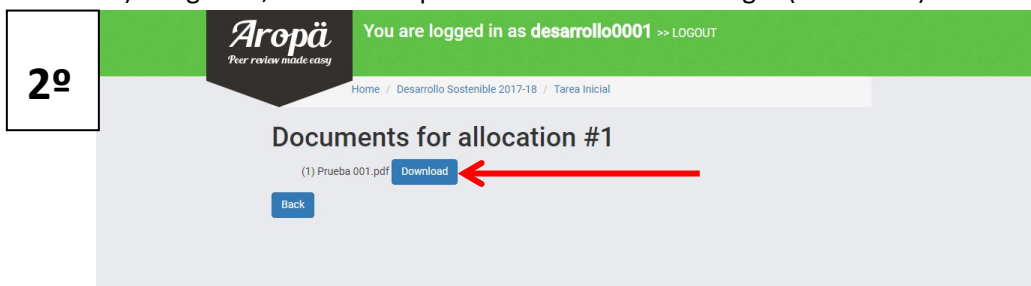 Aropä
Peer review made easy
You are logged in as desarrollo0001 >> LOGOUT
2º
Home / Desarrollo Sostenible 2017-18 / Tarea Inicial
Documents for allocation #1
(1) Prueba 001.pdf Download
Back